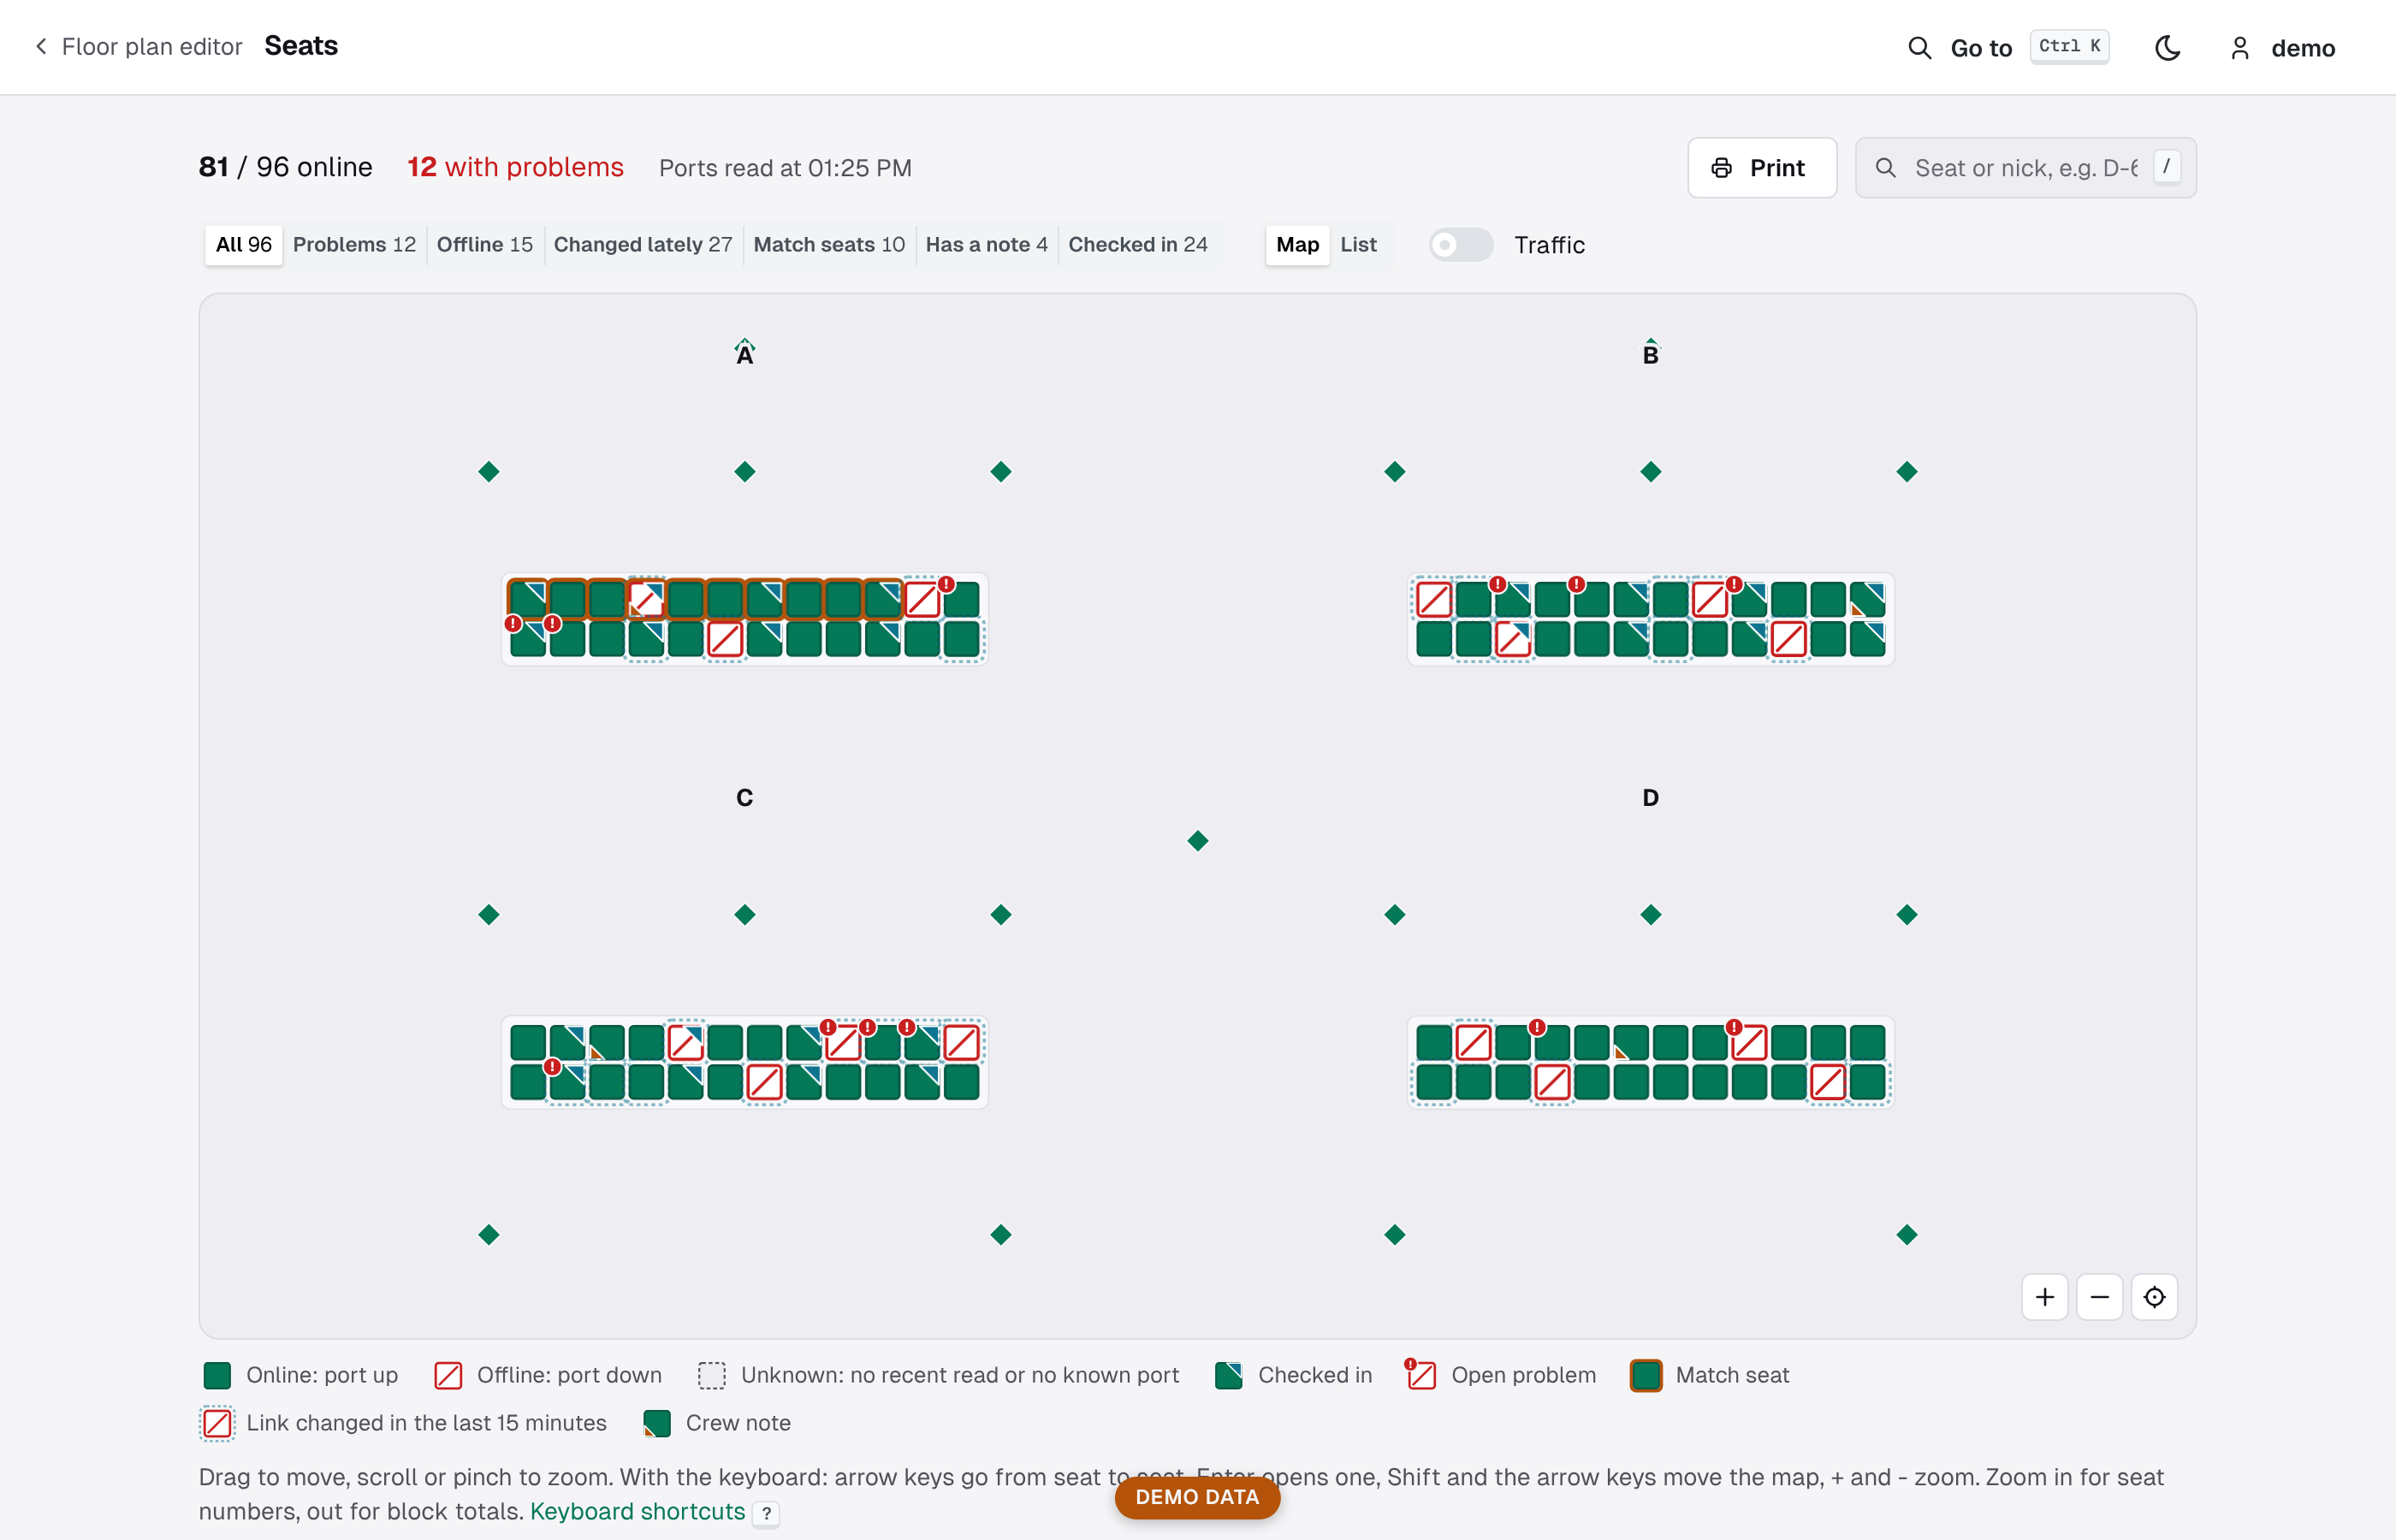 Floor plan editor Seats Go to Ctrl K demo
81 / 96 online 12 with problems Ports read at 01:25 PM Print Seat or nick, e.g. D-6 /
All 96 Problems 12 Offline 15 Changed lately 27 Match seats 10 Has a note 4 Checked in 24 Map List Traffic
A B
C D
Online: port up Offline: port down Unknown: no recent read or no known port Checked in Open problem Match seat
Link changed in the last 15 minutes Crew note
Drag to move, scroll or pinch to zoom. With the keyboard: arrow keys go from seat to seat, Enter opens one, Shift and the arrow keys move the map, + and - zoom. Zoom in for seat
numbers, out for block totals. Keyboard shortcuts ?
DEMO DATA